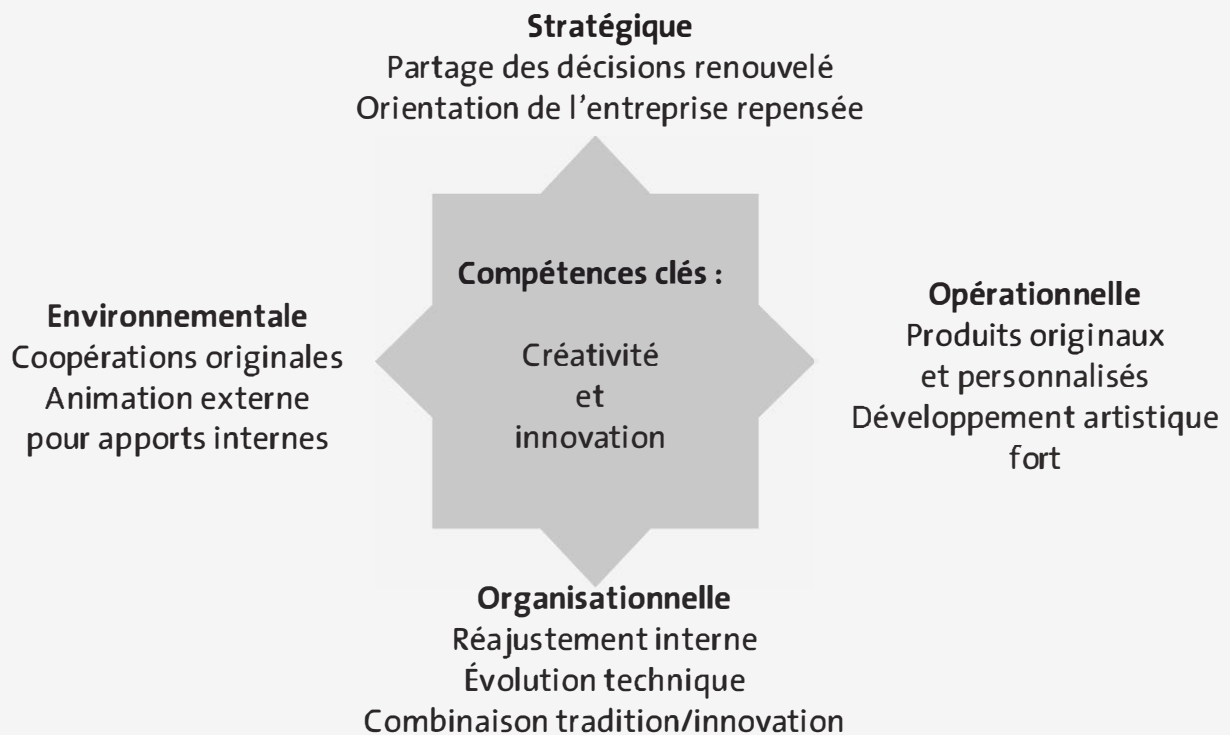 Stratégique
Partage des décisions renouvelé
Orientation de l'entreprise repensée
Compétences clés :
Créativité
et
innovation
Environnementale
Coopérations originales
Animation externe
pour apports internes
Opérationnelle
Produits originaux
et personnalisés
Développement artistique
fort
Organisationnelle
Réajustement interne
Évolution technique
Combinaison tradition/innovation